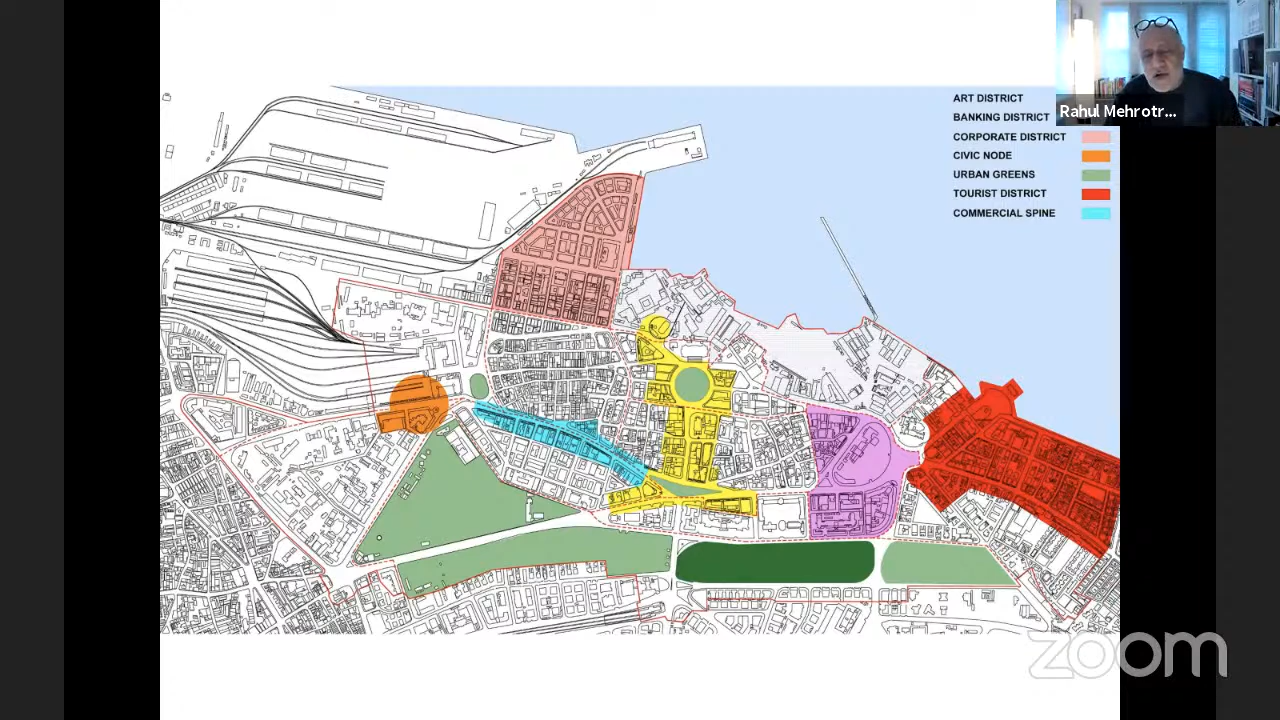 ART DISTRICT
BANKING DISTRICT
CORPORATE DISTRICT
CIVIC NODE
URBAN GREENS
TOURIST DISTRICT
COMMERCIAL SPINE
Rahul Mehrotr...
zoom